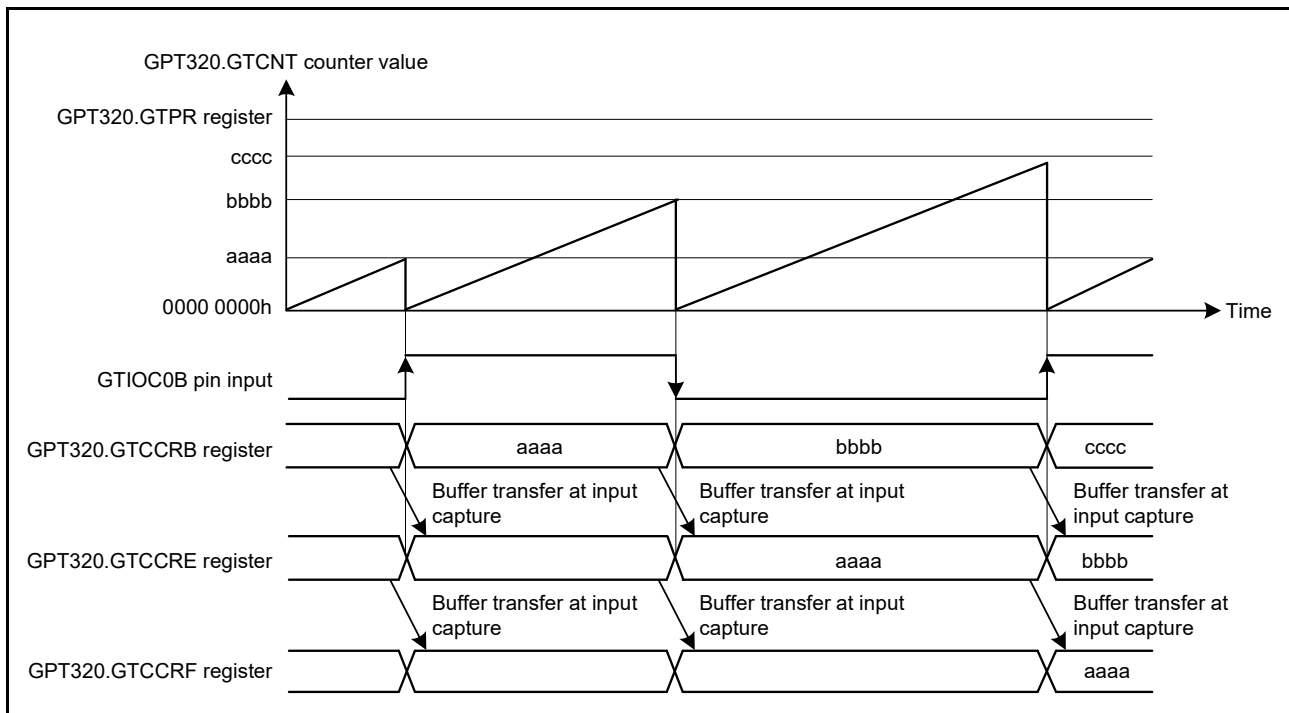 GPT320.GTCNT counter value
GPT320.GTPR register
cccc
bbbb
aaaa
0000 0000h
Time
GTIOC0B pin input
GPT320.GTCCRB register
aaaa
bbbb
cccc
Buffer transfer at input
capture
Buffer transfer at input
capture
Buffer transfer at
input capture
GPT320.GTCCRE register
aaaa
bbbb
Buffer transfer at input
capture
Buffer transfer at input
capture
Buffer transfer at
input capture
GPT320.GTCCRF register
aaaa